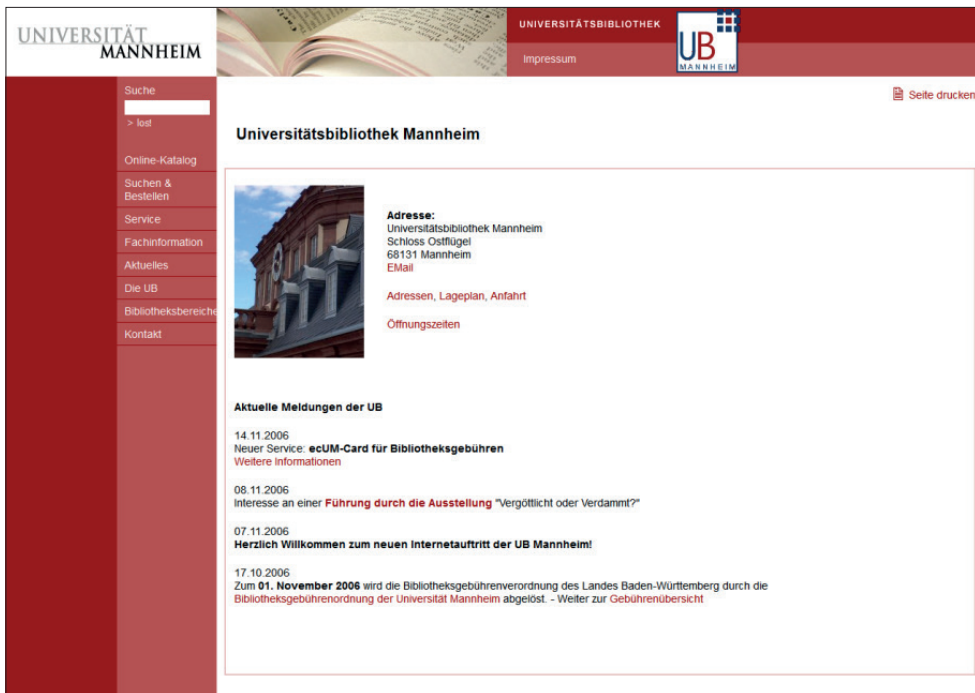 UNIVERSITÄT
MANNHEIM
UNIVERSITÄTSBIBLIOTHEK
Impressum
UB
MANNHEIM
Suche
> los!
Online-Katalog
Suchen &
Bestellen
Service
Fachinformation
Aktuelles
Die UB
Bibliotheksbereiche
Kontakt
Seite drucken
Universitätsbibliothek Mannheim
Adresse:
Universitätsbibliothek Mannheim
Schloss Ostflügel
68131 Mannheim
EMail
Adressen, Lageplan, Anfahrt
Öffnungszeiten
Aktuelle Meldungen der UB
14.11.2006
Neuer Service: ecUM-Card für Bibliotheksgebühren
Weitere Informationen
08.11.2006
Interesse an einer Führung durch die Ausstellung "Vergöttlicht oder Verdammt?"
07.11.2006
Herzlich Willkommen zum neuen Internetauftritt der UB Mannheim!
17.10.2006
Zum 01. November 2006 wird die Bibliotheksgebührenverordnung des Landes Baden-Württemberg durch die
Bibliotheksgebührenordnung der Universität Mannheim abgelöst. - Weiter zur Gebührenübersicht